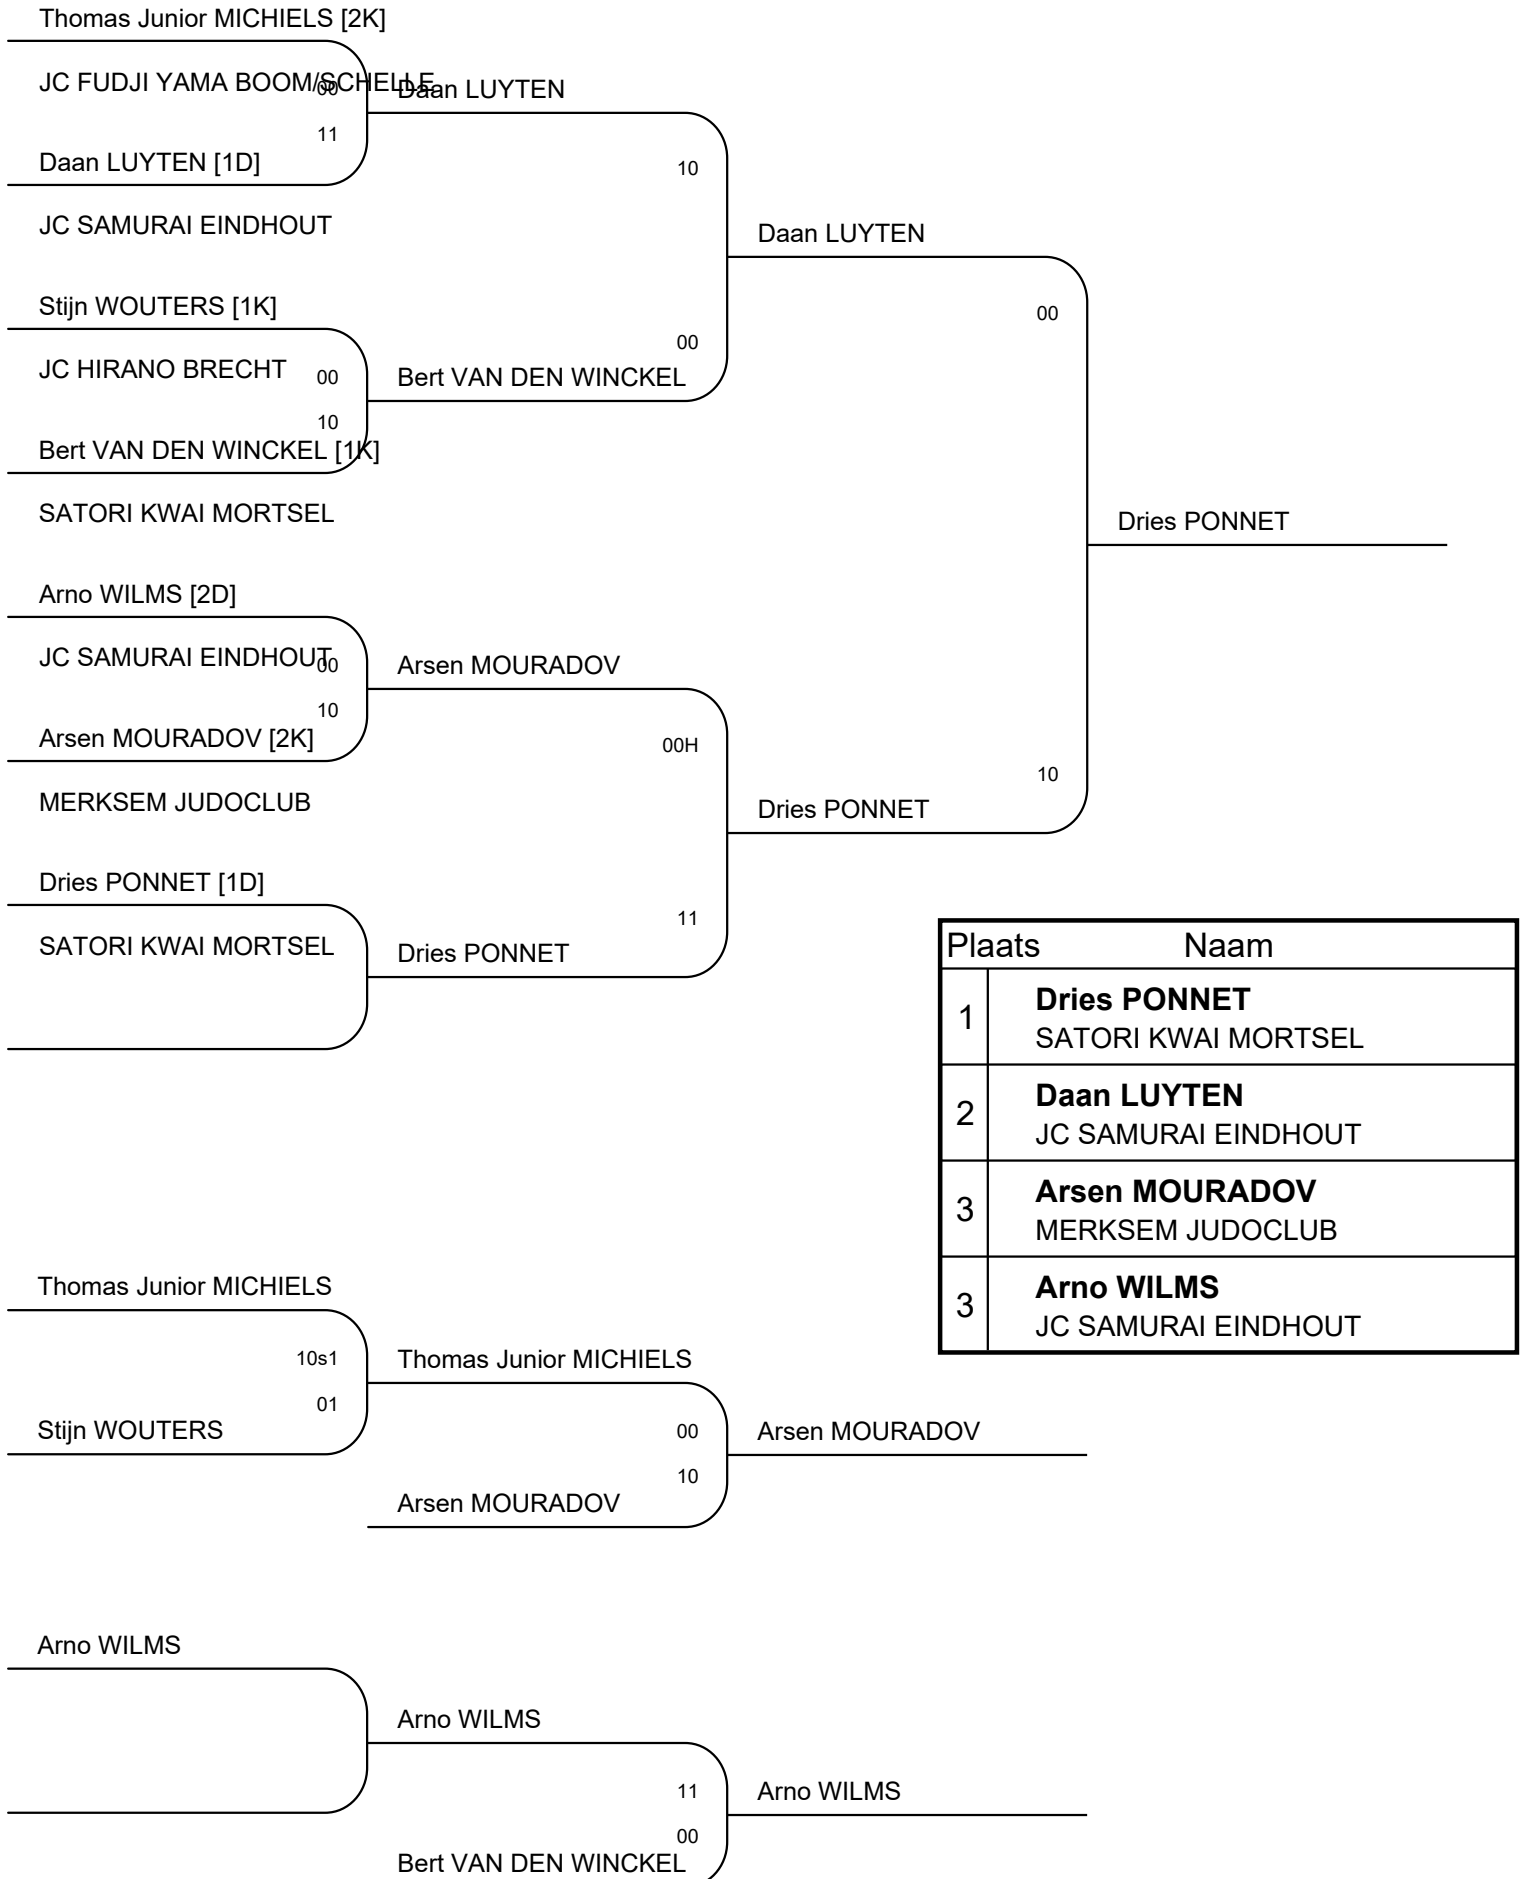 Thomas Junior MICHIELS [2K]
JC FUDJI YAMA BOOM/SCHELLE
00
Daan LUYTEN
11
Daan LUYTEN [1D]
10
JC SAMURAI EINDHOUT
Daan LUYTEN
Stijn WOUTERS [1K]
00
00
JC HIRANO BRECHT
00
Bert VAN DEN WINCKEL
10
Bert VAN DEN WINCKEL [1K]
SATORI KWAI MORTSEL
Dries PONNET
Arno WILMS [2D]
JC SAMURAI EINDHOUT
00
Arsen MOURADOV
10
Arsen MOURADOV [2K]
00H
10
MERKSEM JUDOCLUB
Dries PONNET
Dries PONNET [1D]
11
SATORI KWAI MORTSEL
Dries PONNET
Plaats Naam
1 Dries PONNET
SATORI KWAI MORTSEL
2 Daan LUYTEN
JC SAMURAI EINDHOUT
3 Arsen MOURADOV
MERKSEM JUDOCLUB
3 Arno WILMS
JC SAMURAI EINDHOUT
Thomas Junior MICHIELS
10s1
Thomas Junior MICHIELS
01
Stijn WOUTERS
00
Arsen MOURADOV
10
Arsen MOURADOV
Arno WILMS
Arno WILMS
11
Arno WILMS
00
Bert VAN DEN WINCKEL